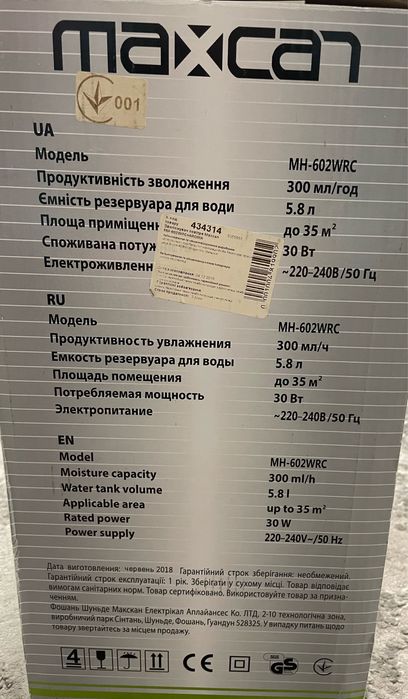 maxcan
001
UA
Модель MH-602WRC
Продуктивність зволоження 300 мл/год
Ємність резервуара для води 5.8 л
Площа приміщен до 35 м²
Споживана потуж 30 Вт
Електроживленн ~220-240В/50 Гц
434314
RU
Модель MH-602WRC
Продуктивность увлажнения 300 мл/ч
Емкость резервуара для воды 5.8 л
Площадь помещения до 35 м²
Потребляемая мощность 30 Вт
Электропитание ~220-240В/50 Гц
EN
Model MH-602WRC
Moisture capacity 300 ml/h
Water tank volume 5.8 l
Applicable area up to 35 m²
Rated power 30 W
Power supply 220-240V~/50 Hz
Дата виготовлення: червень 2018 Гарантійний строк зберігання: необмежений.
Гарантійний строк експлуатації: 1 рік. Зберігати у сухому місці. Товар відповідає
вимогам санітарних норм. Товар сертифіковано. Використовувати товар за призна-
ченням.
Фошань Шуньде Макскан Електрікал Апплайансес Ко. ЛТД, 2-10 технологічна зона,
виробничий парк Сінтань, Шуньде, Фошань, Гуандун 528325. У випадку питань щодо
товару звертайтесь за місцем продажу.
4 CE GS